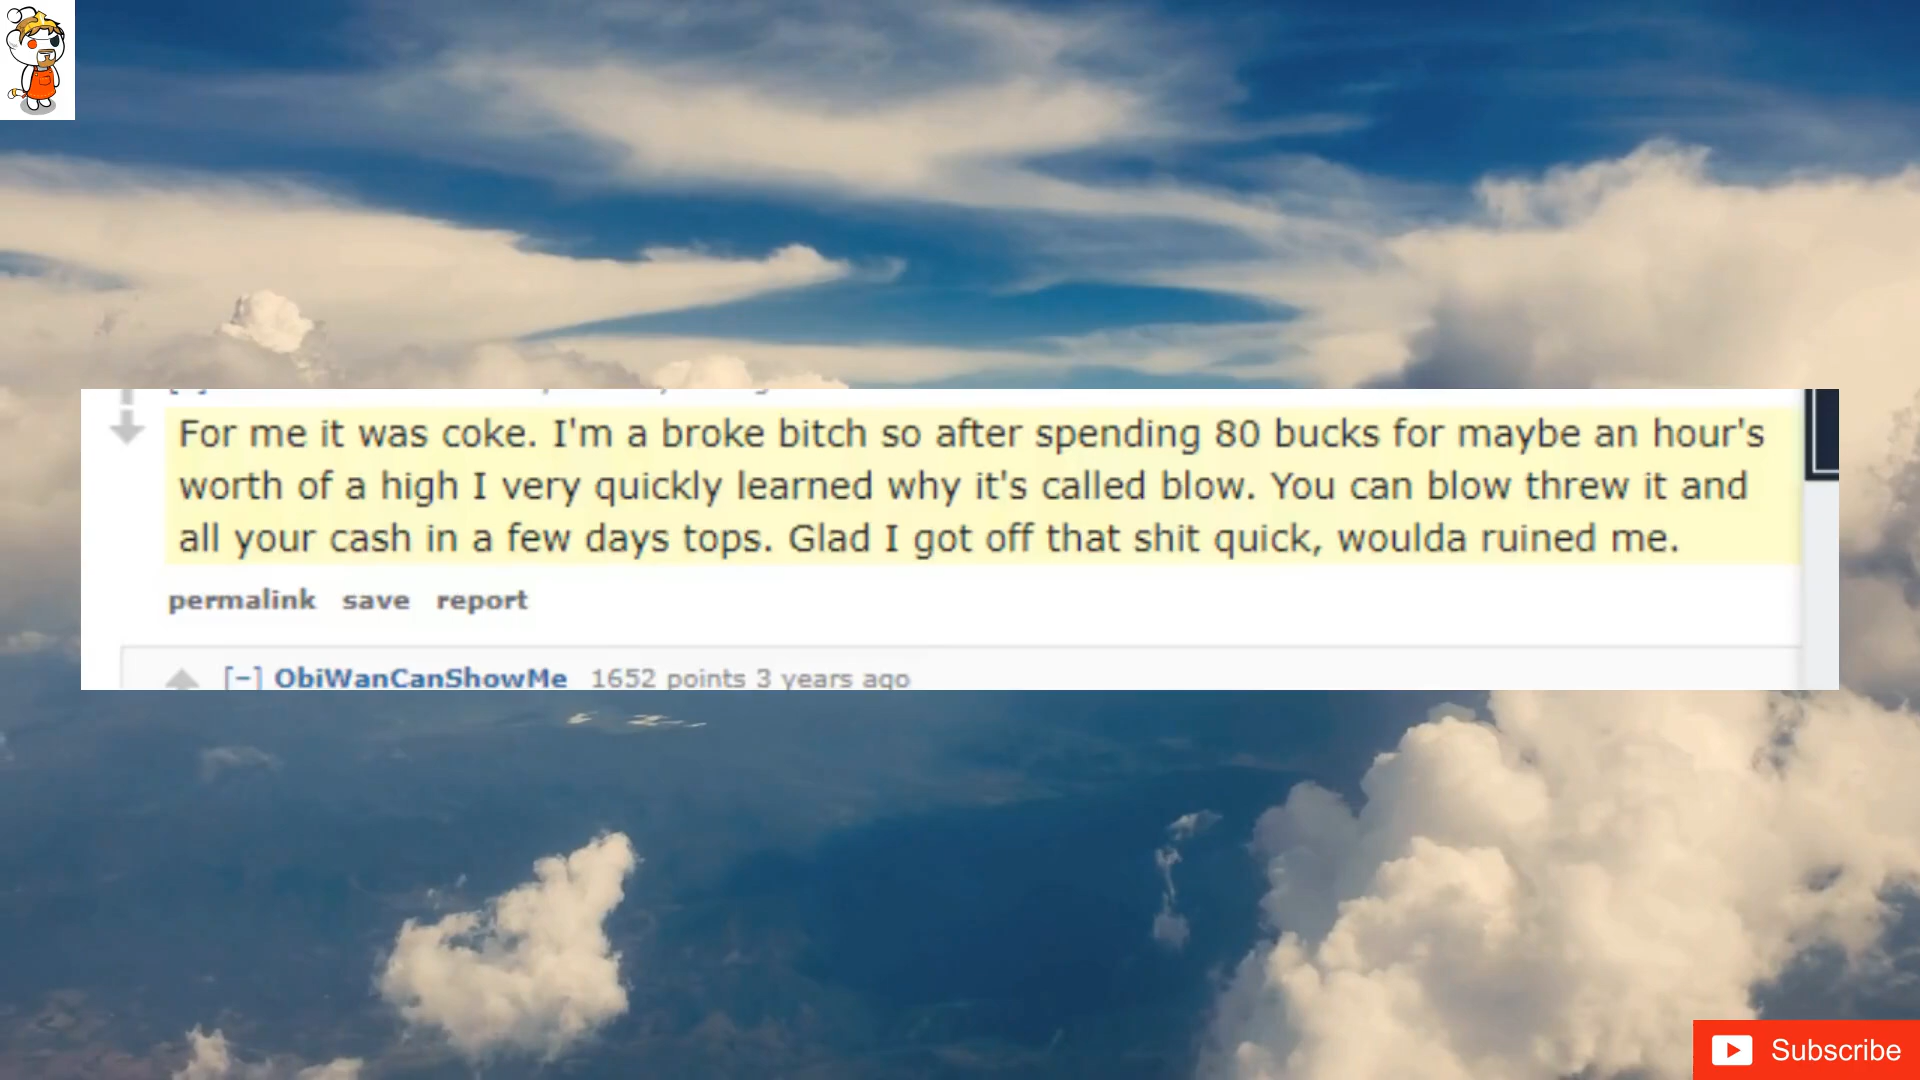 For me it was coke. I'm a broke bitch so after spending 80 bucks for maybe an hour's
worth of a high I very quickly learned why it's called blow. You can blow threw it and
all your cash in a few days tops. Glad I got off that shit quick, woulda ruined me.
permalink save report
[–] ObiWanCanShowMe 1652 points 3 years ago
Subscribe